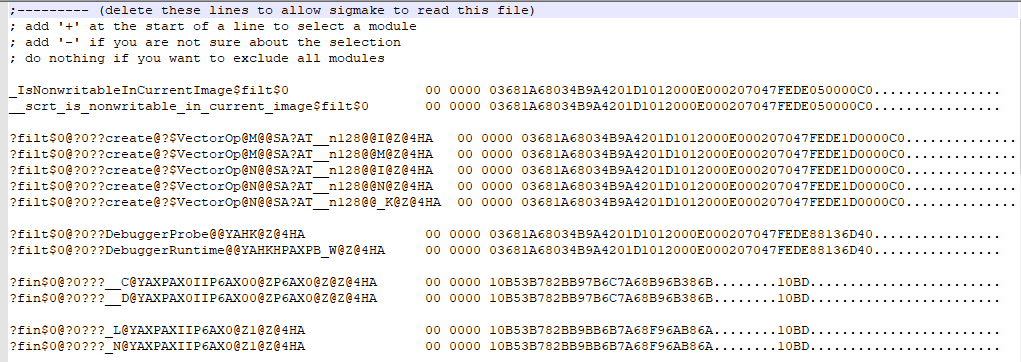 ;--------- (delete these lines to allow sigmake to read this file)
; add '+' at the start of a line to select a module
; add '-' if you are not sure about the selection
; do nothing if you want to exclude all modules
_IsNonwritableInCurrentImage$filt$0 00 0000 03681A68034B9A4201D1012000E000207047FEDE050000C0................
__scrt_is_nonwritable_in_current_image$filt$0 00 0000 03681A68034B9A4201D1012000E000207047FEDE050000C0................
?filt$0@?0??create@?$VectorOp@M@@SA?AT__n128@@I@Z@4HA 00 0000 03681A68034B9A4201D1012000E000207047FEDE1D0000C0...............
?filt$0@?0??create@?$VectorOp@M@@SA?AT__n128@@M@Z@4HA 00 0000 03681A68034B9A4201D1012000E000207047FEDE1D0000C0...............
?filt$0@?0??create@?$VectorOp@N@@SA?AT__n128@@I@Z@4HA 00 0000 03681A68034B9A4201D1012000E000207047FEDE1D0000C0...............
?filt$0@?0??create@?$VectorOp@N@@SA?AT__n128@@N@Z@4HA 00 0000 03681A68034B9A4201D1012000E000207047FEDE1D0000C0...............
?filt$0@?0??create@?$VectorOp@N@@SA?AT__n128@@_K@Z@4HA 00 0000 03681A68034B9A4201D1012000E000207047FEDE1D0000C0..............
?filt$0@?0??DebuggerProbe@@YAHK@Z@4HA 00 0000 03681A68034B9A4201D1012000E000207047FEDE88136D40................
?filt$0@?0??DebuggerRuntime@@YAHKHPAXPB_W@Z@4HA 00 0000 03681A68034B9A4201D1012000E000207047FEDE88136D40................
?fin$0@?0???__C@YAXPAX0IIP6AX00@ZP6AX0@Z@Z@4HA 00 0000 10B53B782BB97B6C7A68B96B386B........10BD........................
?fin$0@?0???__D@YAXPAX0IIP6AX00@ZP6AX0@Z@Z@4HA 00 0000 10B53B782BB97B6C7A68B96B386B........10BD........................
?fin$0@?0???_L@YAXPAXIIP6AX0@Z1@Z@4HA 00 0000 10B53B782BB9BB6B7A68F96AB86A........10BD........................
?fin$0@?0???_N@YAXPAXIIP6AX0@Z1@Z@4HA 00 0000 10B53B782BB9BB6B7A68F96AB86A........10BD........................